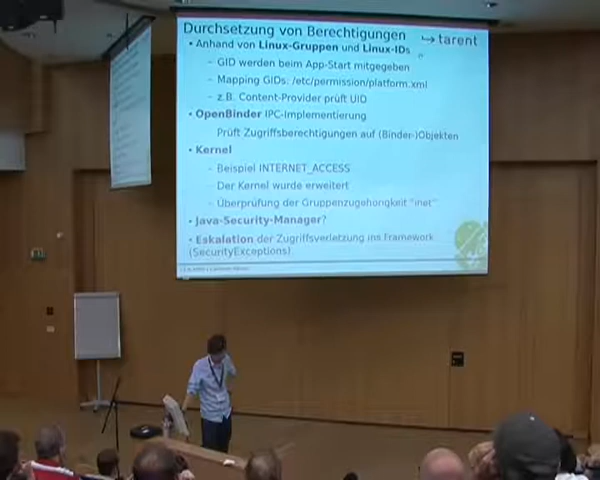 Durchsetzung von Berechtigungen
tarent
• Anhand von Linux-Gruppen und Linux-IDs
– GID werden beim App-Start mitgegeben
– Mapping GIDs: /etc/permission/platform.xml
– z.B. Content-Provider prüft UID
• OpenBinder IPC-Implementierung
Prüft Zugriffsberechtigungen auf (Binder-)Objekten
• Kernel
– Beispiel INTERNET_ACCESS
Der Kernel wurde erweitert
– Überprüfung der Gruppenzugehörigkeit "inet"
• Java-Security-Manager?
• Eskalation der Zugriffsverletzung ins Framework
(SecurityExceptions)